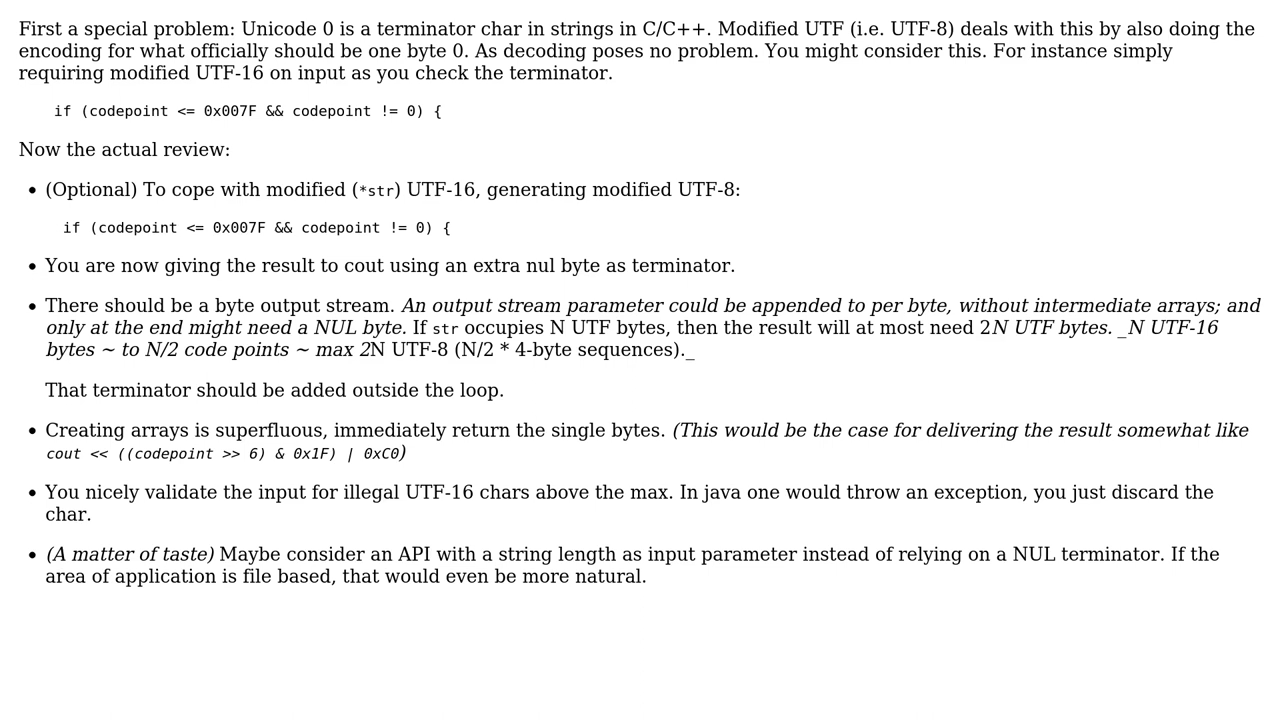 First a special problem: Unicode 0 is a terminator char in strings in C/C++. Modified UTF (i.e. UTF-8) deals with this by also doing the
encoding for what officially should be one byte 0. As decoding poses no problem. You might consider this. For instance simply
requiring modified UTF-16 on input as you check the terminator.
if (codepoint <= 0x007F && codepoint != 0) {
Now the actual review:
• (Optional) To cope with modified (*str) UTF-16, generating modified UTF-8:
if (codepoint <= 0x007F && codepoint != 0) {
• You are now giving the result to cout using an extra nul byte as terminator.
• There should be a byte output stream. An output stream parameter could be appended to per byte, without intermediate arrays; and
only at the end might need a NUL byte. If str occupies N UTF bytes, then the result will at most need 2N UTF bytes. _N UTF-16
bytes ~ to N/2 code points ~ max 2N UTF-8 (N/2 * 4-byte sequences)._
That terminator should be added outside the loop.
• Creating arrays is superfluous, immediately return the single bytes. (This would be the case for delivering the result somewhat like
cout << ((codepoint >> 6) & 0x1F) | 0xC0)
• You nicely validate the input for illegal UTF-16 chars above the max. In java one would throw an exception, you just discard the
char.
• (A matter of taste) Maybe consider an API with a string length as input parameter instead of relying on a NUL terminator. If the
area of application is file based, that would even be more natural.